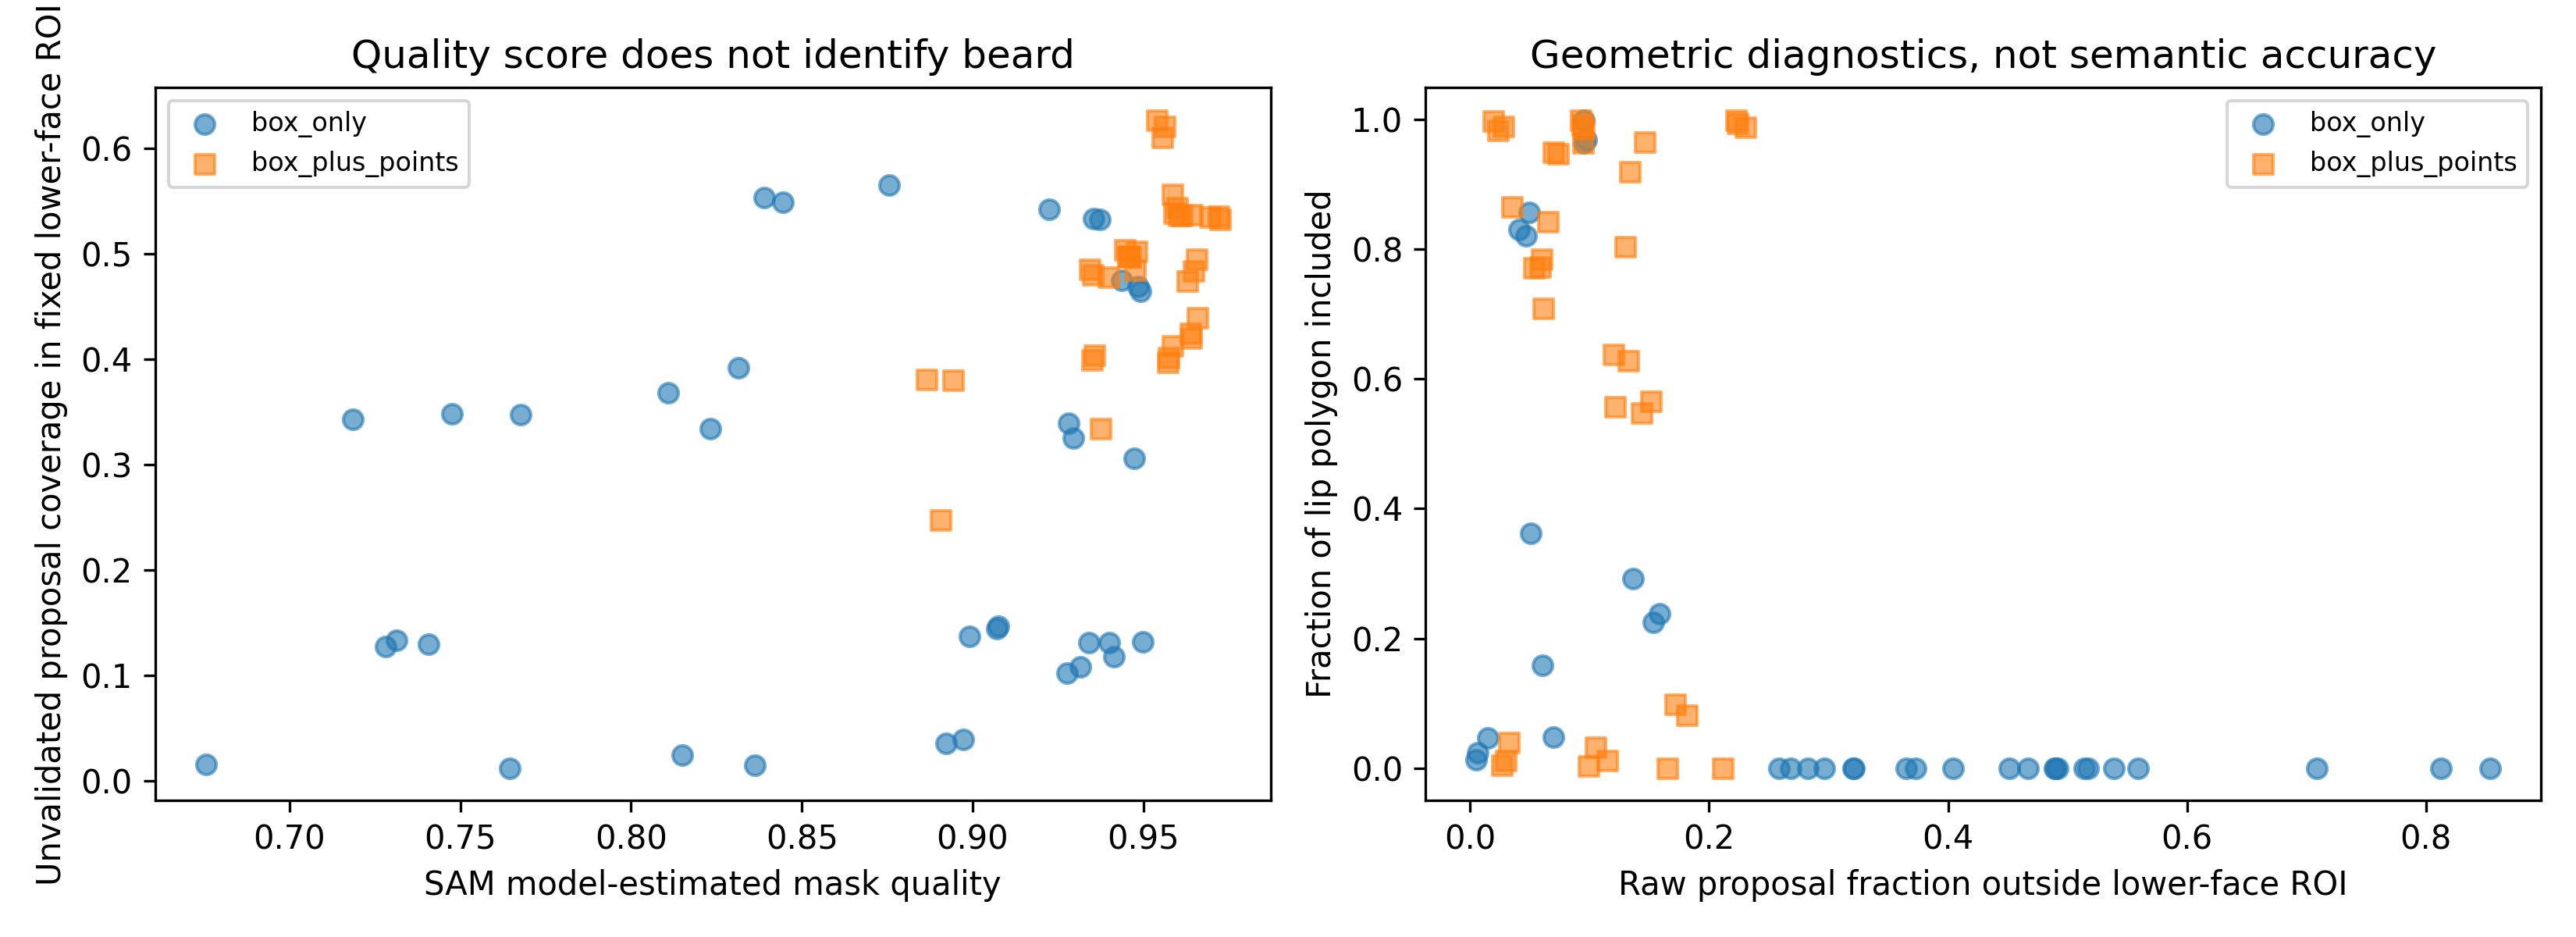 Quality score does not identify beard
Unvalidated proposal coverage in fixed lower-face ROI
0.6
0.5
0.4
0.3
0.2
0.1
0.0
box_only
box_plus_points
0.70 0.75 0.80 0.85 0.90 0.95
SAM model-estimated mask quality
Geometric diagnostics, not semantic accuracy
Fraction of lip polygon included
1.0
0.8
0.6
0.4
0.2
0.0
box_only
box_plus_points
0.0 0.2 0.4 0.6 0.8
Raw proposal fraction outside lower-face ROI